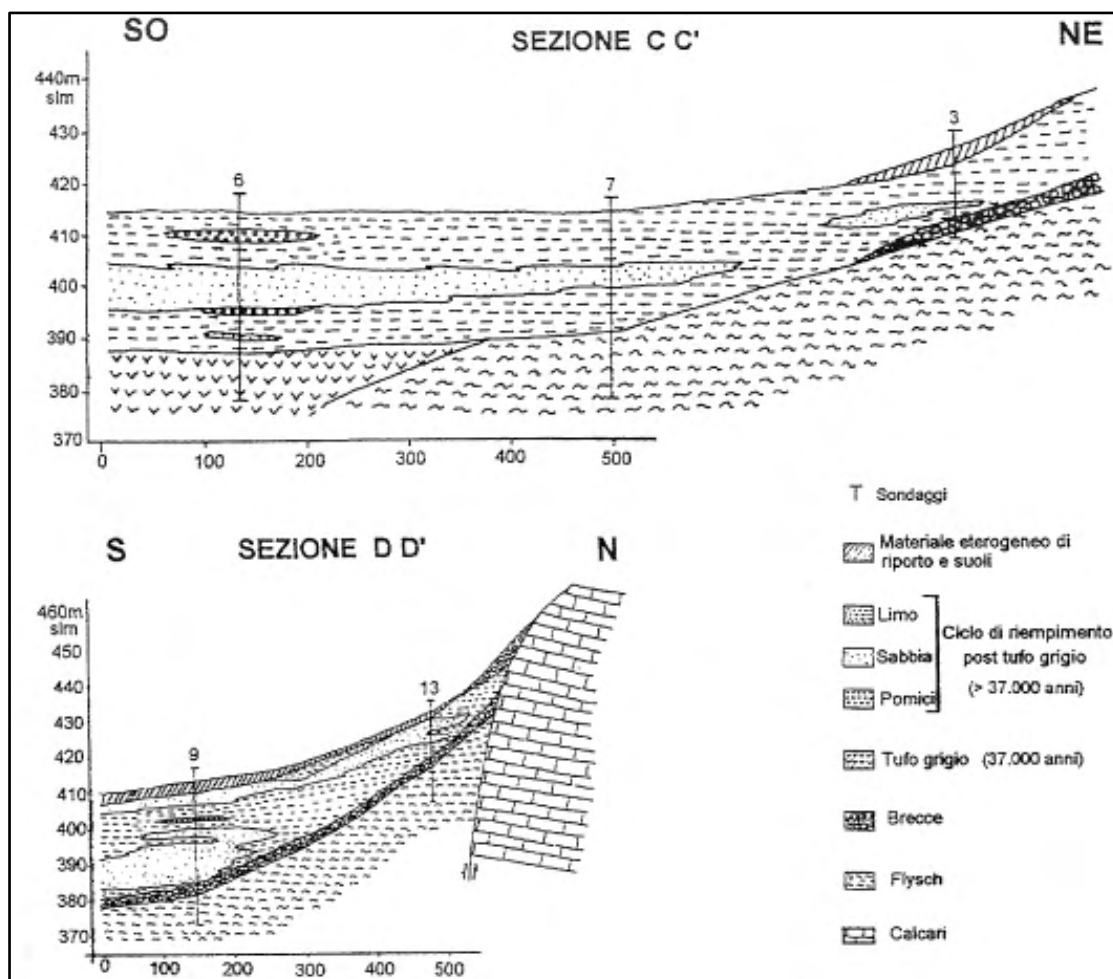 SO SEZIONE C C' NE
440m
slm
430
420
410
400
390
380
370
6
7
3
0 100 200 300 400 500
S SEZIONE D D' N
460m
slm
450
440
430
420
410
400
390
380
370
9
13
0 100 200 300 400 500
Sondaggi
Materiale eterogeneo di
riporto e suoli
Limo
Sabbia
Pomici
Ciclo di riempimento
post tufo grigio
(> 37.000 anni)
Tufo grigio (37.000 anni)
Brecce
Flysch
Calcari